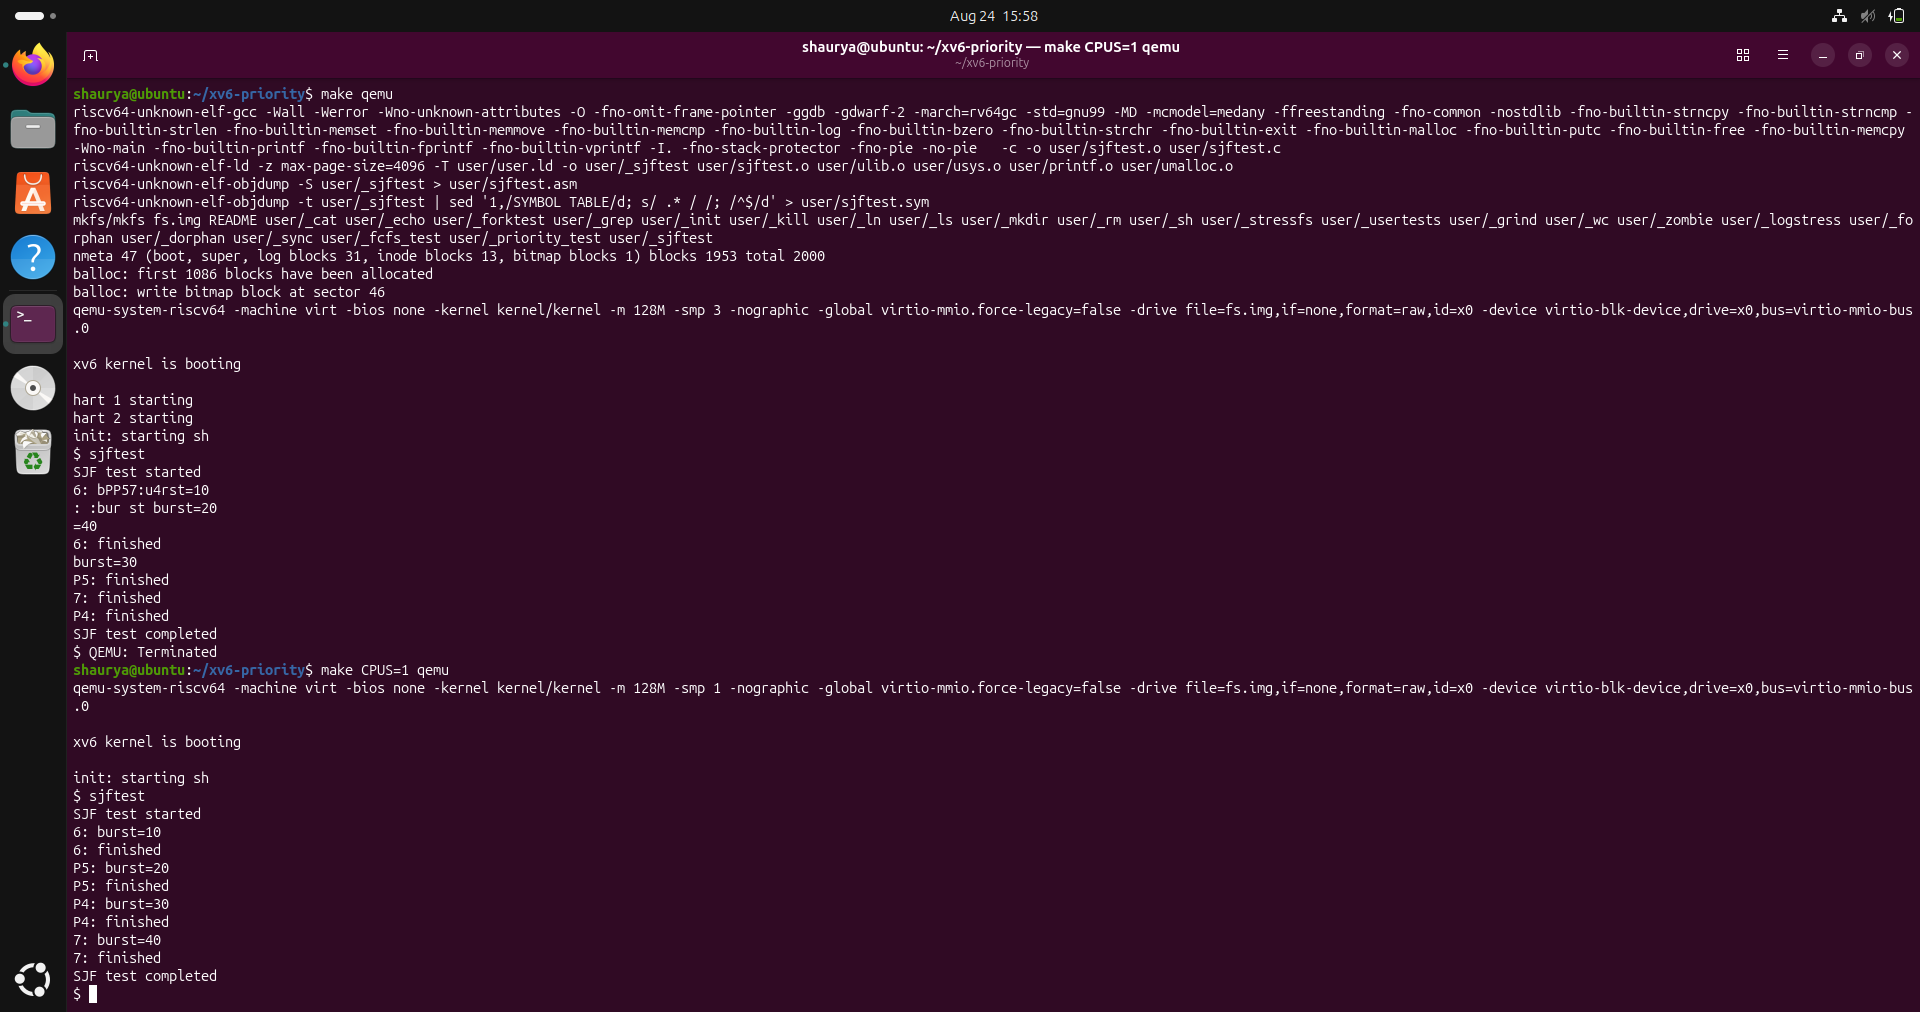 Aug 24 15:58
shaurya@ubuntu: ~/xv6-priority — make CPUS=1 qemu
~/xv6-priority
shaurya@ubuntu:~/xv6-priority$ make qemu
riscv64-unknown-elf-gcc -Wall -Werror -Wno-unknown-attributes -O -fno-omit-frame-pointer -ggdb -gdwarf-2 -march=rv64gc -std=gnu99 -MD -mcmodel=medany -ffreestanding -fno-common -nostdlib -fno-builtin-strncpy -fno-builtin-strncmp -
fno-builtin-strlen -fno-builtin-memset -fno-builtin-memmove -fno-builtin-memcmp -fno-builtin-log -fno-builtin-bzero -fno-builtin-strchr -fno-builtin-exit -fno-builtin-malloc -fno-builtin-putc -fno-builtin-free -fno-builtin-memcpy
-Wno-main -fno-builtin-printf -fno-builtin-fprintf -fno-builtin-vprintf -I. -fno-stack-protector -fno-pie -no-pie   -c -o user/sjftest.o user/sjftest.c
riscv64-unknown-elf-ld -z max-page-size=4096 -T user/user.ld -o user/_sjftest user/sjftest.o user/ulib.o user/usys.o user/printf.o user/umalloc.o
riscv64-unknown-elf-objdump -S user/_sjftest > user/sjftest.asm
riscv64-unknown-elf-objdump -t user/_sjftest | sed '1,/SYMBOL TABLE/d; s/ .* / /; /^$/d' > user/sjftest.sym
mkfs/mkfs fs.img README user/_cat user/_echo user/_forktest user/_grep user/_init user/_kill user/_ln user/_ls user/_mkdir user/_rm user/_sh user/_stressfs user/_usertests user/_grind user/_wc user/_zombie user/_logstress user/_fo
rphan user/_dorphan user/_sync user/_fcfs_test user/_priority_test user/_sjftest
nmeta 47 (boot, super, log blocks 31, inode blocks 13, bitmap blocks 1) blocks 1953 total 2000
balloc: first 1086 blocks have been allocated
balloc: write bitmap block at sector 46
qemu-system-riscv64 -machine virt -bios none -kernel kernel/kernel -m 128M -smp 3 -nographic -global virtio-mmio.force-legacy=false -drive file=fs.img,if=none,format=raw,id=x0 -device virtio-blk-device,drive=x0,bus=virtio-mmio-bus
.0
xv6 kernel is booting
hart 1 starting
hart 2 starting
init: starting sh
$ sjftest
SJF test started
6: bPP57:u4rst=10
: :bur st burst=20
=40
6: finished
burst=30
P5: finished
7: finished
P4: finished
SJF test completed
$ QEMU: Terminated
shaurya@ubuntu:~/xv6-priority$ make CPUS=1 qemu
qemu-system-riscv64 -machine virt -bios none -kernel kernel/kernel -m 128M -smp 1 -nographic -global virtio-mmio.force-legacy=false -drive file=fs.img,if=none,format=raw,id=x0 -device virtio-blk-device,drive=x0,bus=virtio-mmio-bus
.0
xv6 kernel is booting
init: starting sh
$ sjftest
SJF test started
6: burst=10
6: finished
P5: burst=20
P5: finished
P4: burst=30
P4: finished
7: burst=40
7: finished
SJF test completed
$